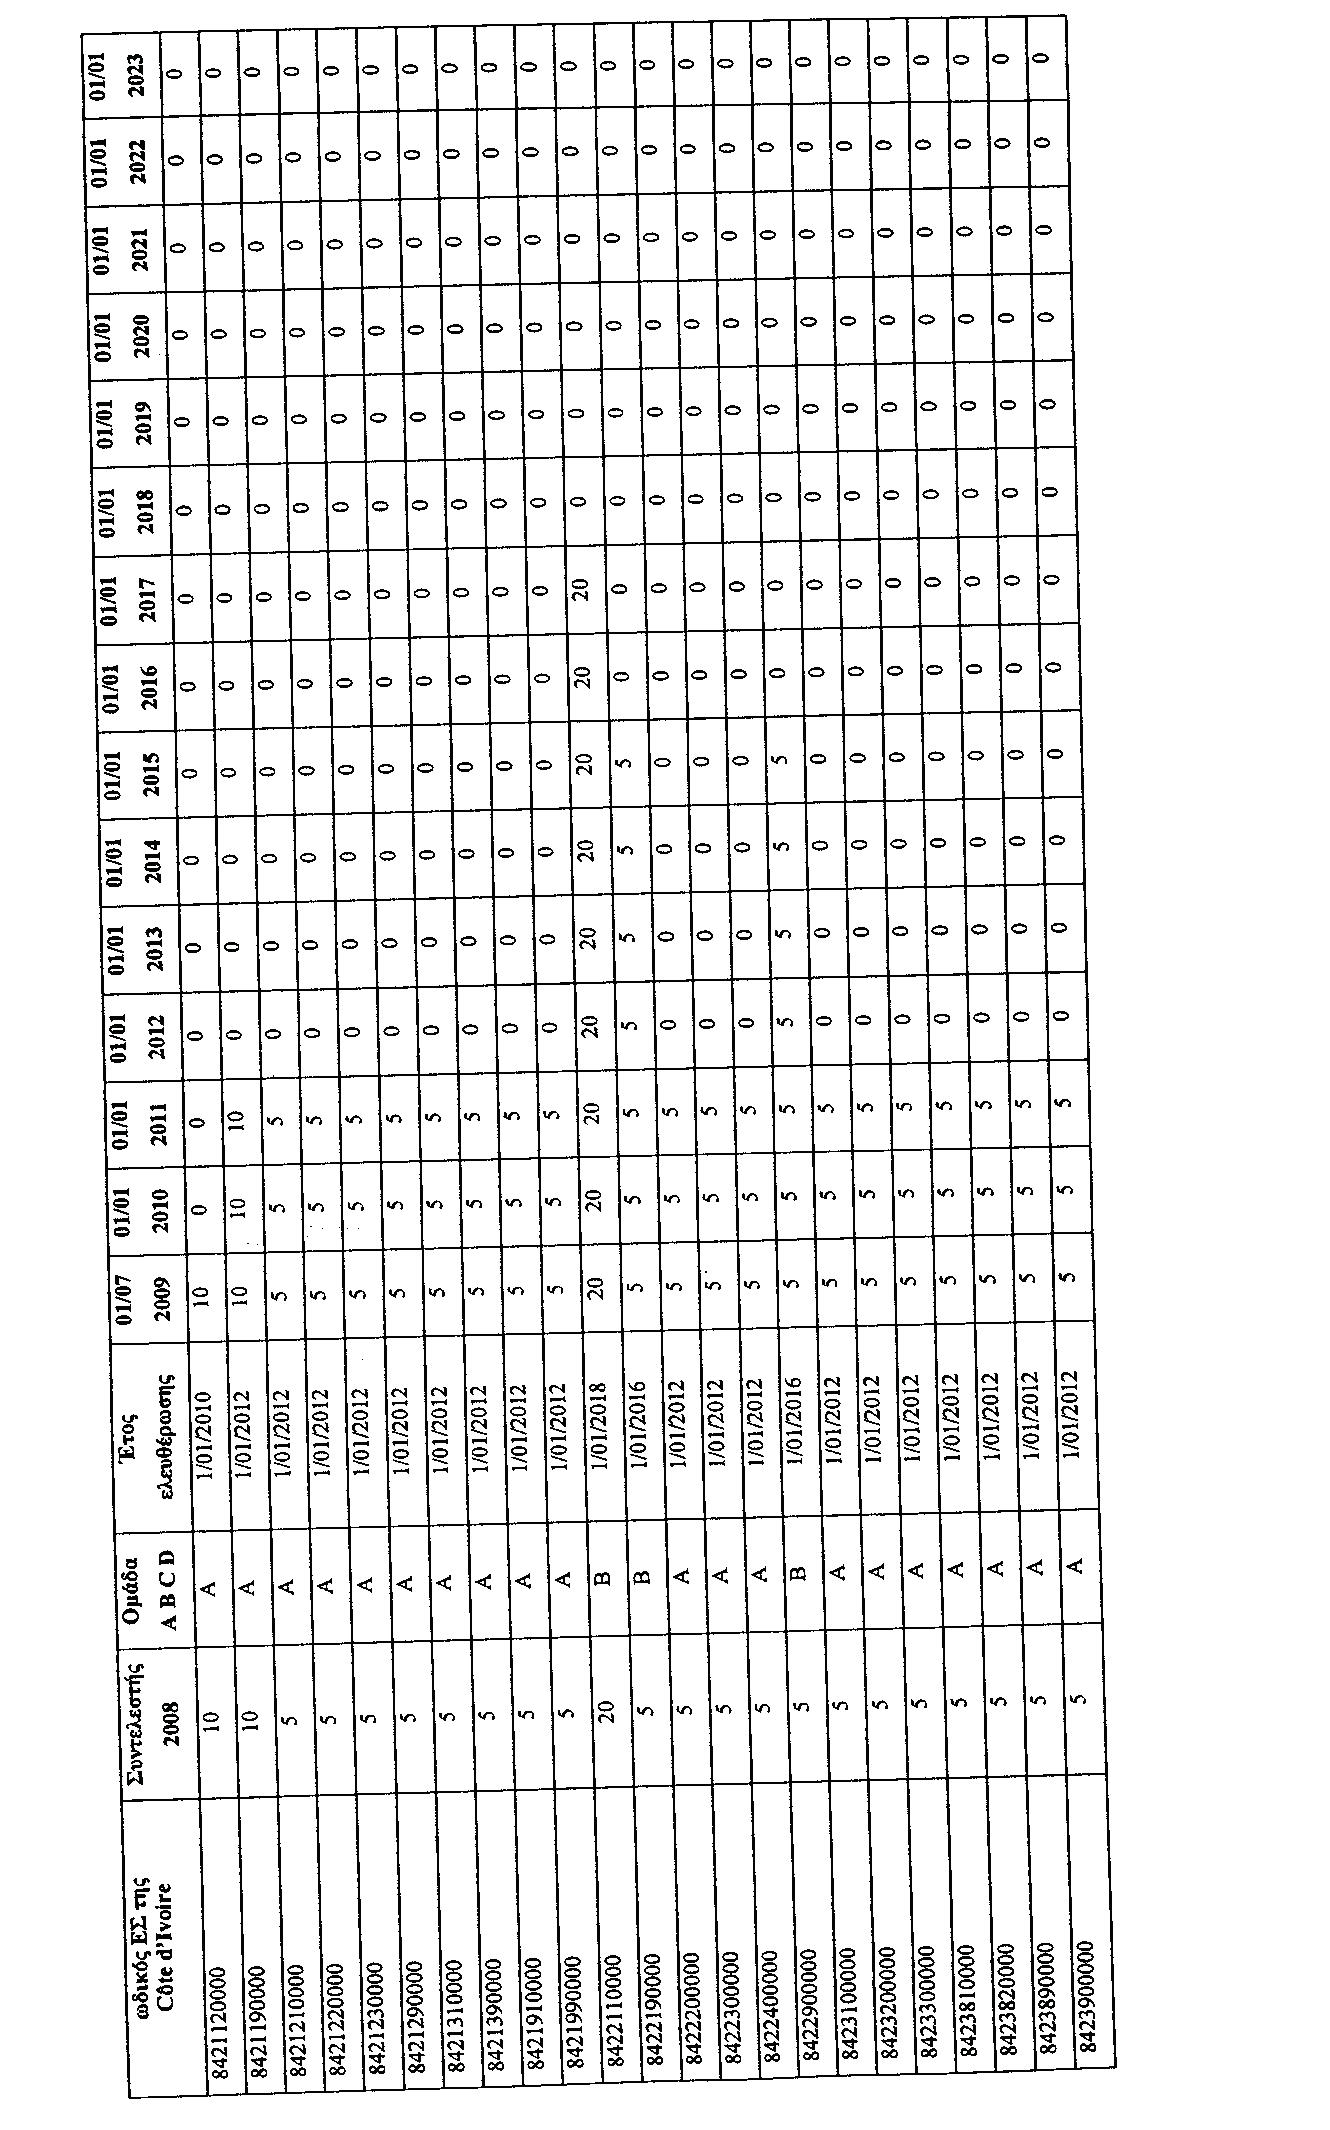 ωδικός ΕΣ της Côte d'Ivoire Συντελεστής 2008 Ομάδα A B C D Έτος ελευθέρωσης 01/07 2009 01/01 2010 01/01 2011 01/01 2012 01/01 2013 01/01 2014 01/01 2015 01/01 2016 01/01 2017 01/01 2018 01/01 2019 01/01 2020 01/01 2021 01/01 2022 01/01 2023
8421120000 10 A 1/01/2010 10 0 0 0 0 0 0 0 0 0 0 0 0 0 0
8421190000 10 A 1/01/2012 10 10 10 0 0 0 0 0 0 0 0 0 0 0 0
8421210000 5 A 1/01/2012 5 5 5 0 0 0 0 0 0 0 0 0 0 0 0
8421220000 5 A 1/01/2012 5 5 5 0 0 0 0 0 0 0 0 0 0 0 0
8421230000 5 A 1/01/2012 5 5 5 0 0 0 0 0 0 0 0 0 0 0 0
8421290000 5 A 1/01/2012 5 5 5 0 0 0 0 0 0 0 0 0 0 0 0
8421310000 5 A 1/01/2012 5 5 5 0 0 0 0 0 0 0 0 0 0 0 0
8421390000 5 A 1/01/2012 5 5 5 0 0 0 0 0 0 0 0 0 0 0 0
8421910000 5 A 1/01/2012 5 5 5 0 0 0 0 0 0 0 0 0 0 0 0
8421990000 5 A 1/01/2012 5 5 5 0 0 0 0 0 0 0 0 0 0 0 0
8422110000 20 B 1/01/2018 20 20 20 20 20 20 20 20 20 0 0 0 0 0 0
8422190000 5 B 1/01/2016 5 5 5 5 5 5 5 0 0 0 0 0 0 0 0
8422200000 5 A 1/01/2012 5 5 5 0 0 0 0 0 0 0 0 0 0 0 0
8422300000 5 A 1/01/2012 5 5 5 0 0 0 0 0 0 0 0 0 0 0 0
8422400000 5 A 1/01/2012 5 5 5 0 0 0 0 0 0 0 0 0 0 0 0
8422900000 5 B 1/01/2016 5 5 5 5 5 5 5 0 0 0 0 0 0 0 0
8423100000 5 A 1/01/2012 5 5 5 0 0 0 0 0 0 0 0 0 0 0 0
8423200000 5 A 1/01/2012 5 5 5 0 0 0 0 0 0 0 0 0 0 0 0
8423300000 5 A 1/01/2012 5 5 5 0 0 0 0 0 0 0 0 0 0 0 0
8423810000 5 A 1/01/2012 5 5 5 0 0 0 0 0 0 0 0 0 0 0 0
8423820000 5 A 1/01/2012 5 5 5 0 0 0 0 0 0 0 0 0 0 0 0
8423890000 5 A 1/01/2012 5 5 5 0 0 0 0 0 0 0 0 0 0 0 0
8423900000 5 A 1/01/2012 5 5 5 0 0 0 0 0 0 0 0 0 0 0 0